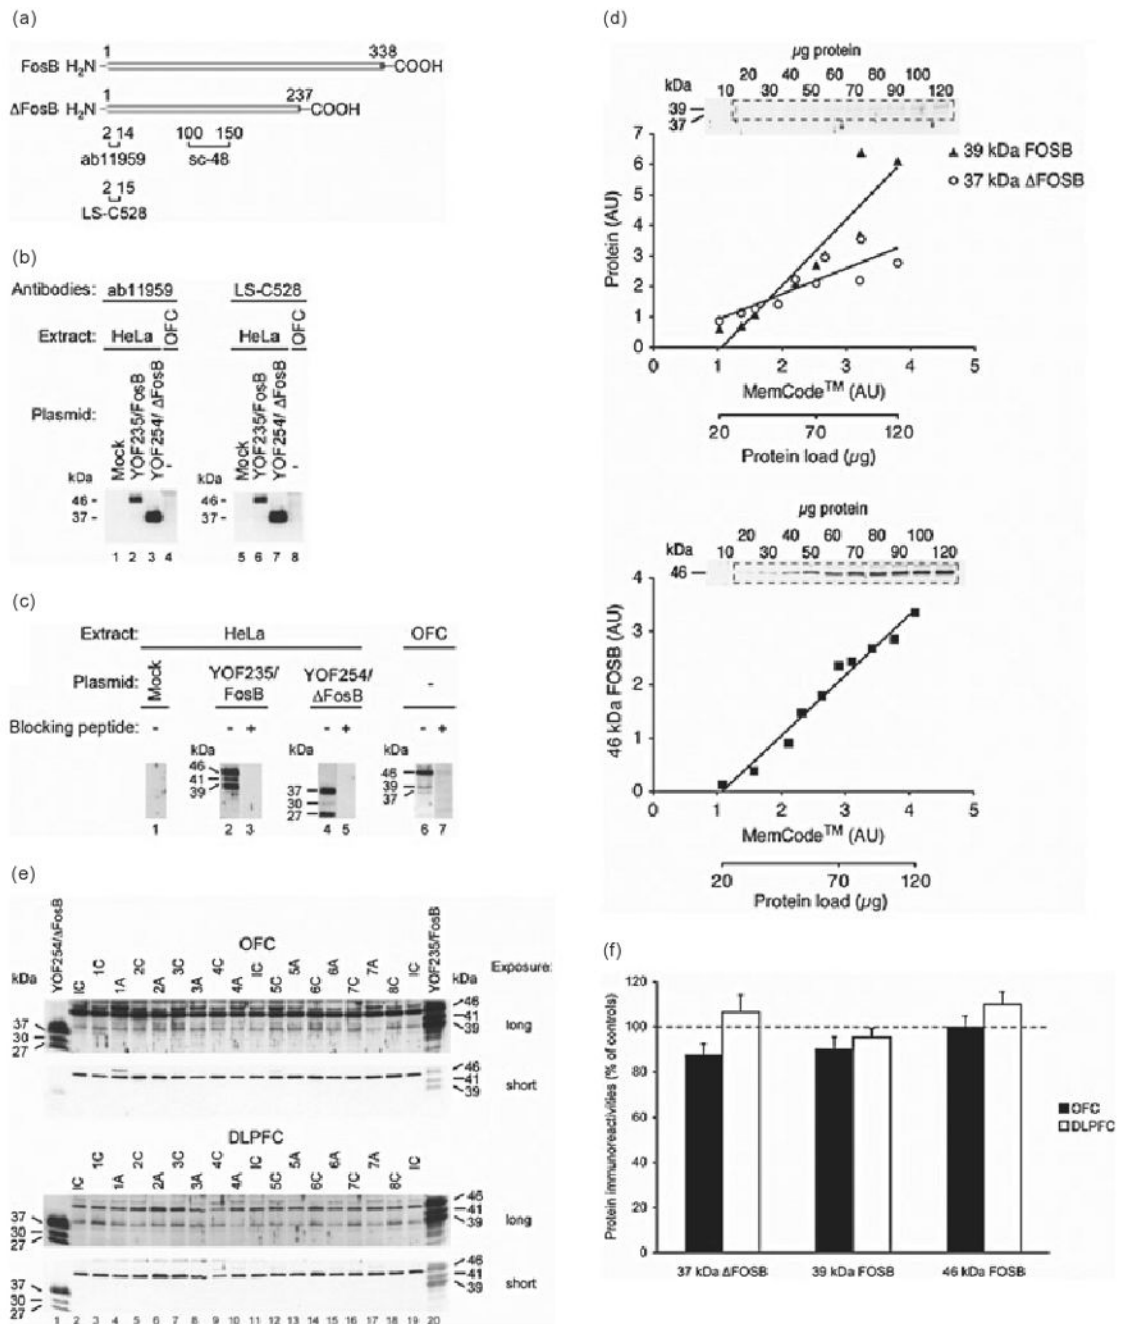 (a)
1 338
FosB H2N COOH
1 237
ΔFosB H2N COOH
2 14 100 150
ab11959 sc-48
2 15
LS-C528
(b)
Antibodies: ab11959 LS-C528
Extract: HeLa OFC HeLa OFC
Plasmid: Mock YOF235/FosB YOF254/ΔFosB - Mock YOF235/FosB YOF254/ΔFosB -
kDa kDa
46 - 46 -
37 - 37 -
1 2 3 4 5 6 7 8
(c)
Extract: HeLa OFC
Plasmid: Mock YOF235/FosB YOF254/ΔFosB -
Blocking peptide: - - + - + - +
kDa kDa kDa
46 41 39
37 30 27
46 39 37
1 2 3 4 5 6 7
(d)
µg protein
20 40 60 80 100
kDa 10 30 50 70 90 120
39
37
Protein (AU)
7
6
5
4
3
2
1
0
39 kDa FOSB
37 kDa ΔFOSB
0 1 2 3 4 5
MemCode™ (AU)
20 70 120
Protein load (µg)
µg protein
20 40 60 80 100
kDa 10 30 50 70 90 120
46
46 kDa FOSB (AU)
4
3
2
1
0
0 1 2 3 4 5
MemCode™ (AU)
20 70 120
Protein load (µg)
(e)
OFC
kDa YOF254/ΔFosB IC 1C 1A 2C 2A 3C 3A 4C 4A IC 5C 5A 6C 6A 7C 7A 8C IC YOF235/FosB kDa Exposure:
37 30 27 46 41 39 long
46 41 39 short
DLPFC
IC 1C 1A 2C 2A 3C 3A 4C 4A IC 5C 5A 6C 6A 7C 7A 8C IC
37 30 27 46 41 39 long
37 30 27 46 41 39 short
1 2 3 4 5 6 7 8 9 10 11 12 13 14 15 16 17 18 19 20
(f)
Protein immunoreactivities (% of controls)
120
100
80
60
40
20
0
OFC
DLPFC
37 kDa ΔFOSB 39 kDa FOSB 46 kDa FOSB